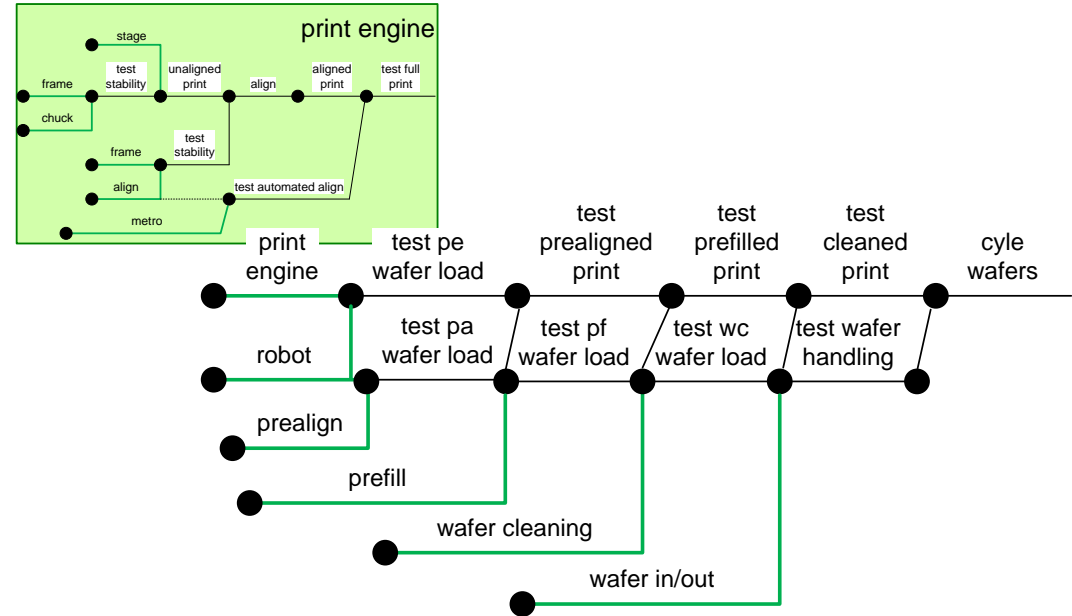 print engine
stage
frame
test
stability
unaligned
print
align
aligned
print
test full
print
chuck
test
stability
frame
align
test automated align
metro
print
engine
test pe
wafer load
test
prealigned
print
test
prefilled
print
test
cleaned
print
cyle
wafers
robot
test pa
wafer load
test pf
wafer load
test wc
wafer load
test wafer
handling
prealign
prefill
wafer cleaning
wafer in/out